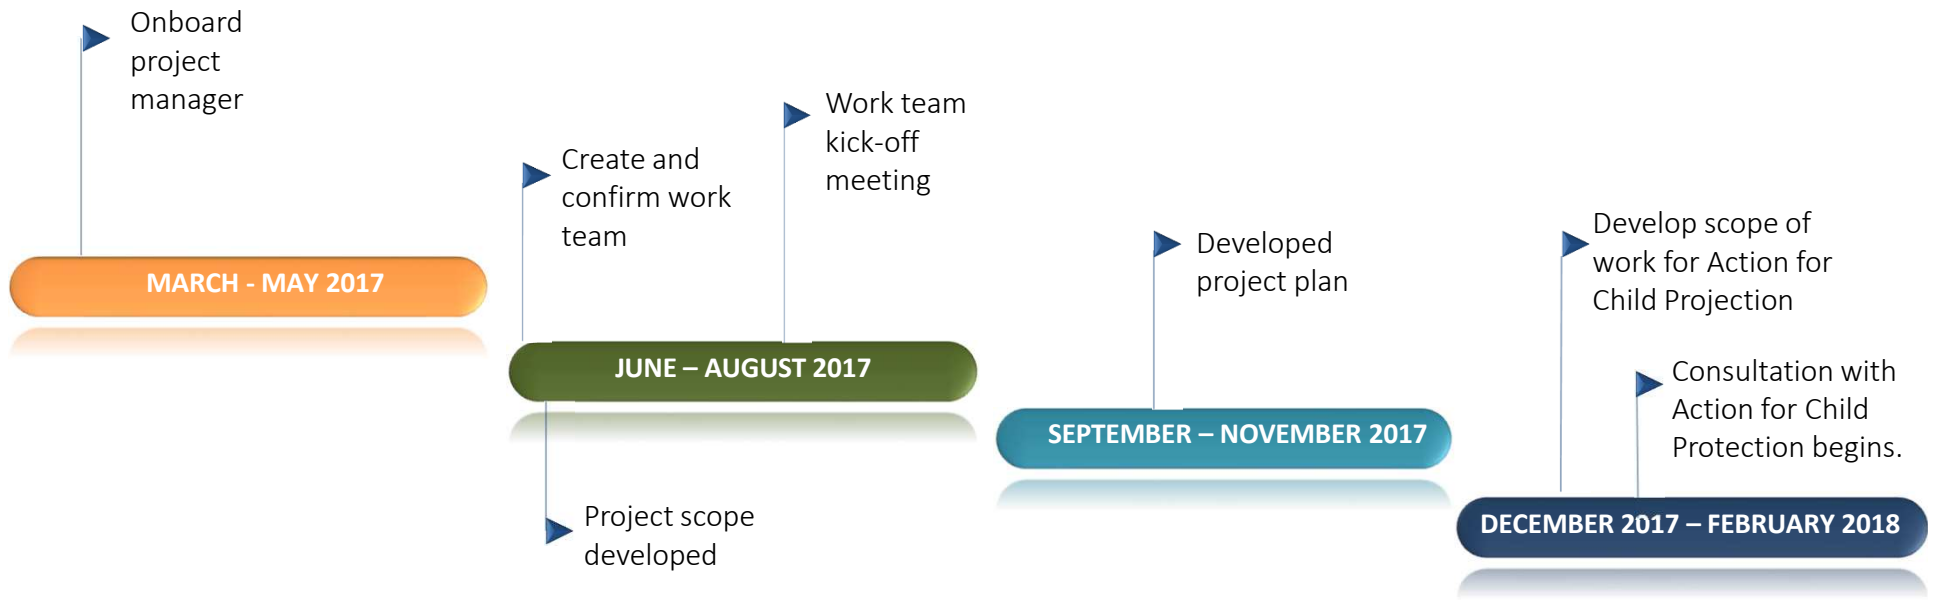 Onboard
project
manager
MARCH - MAY 2017
Create and
confirm work
team
Work team
kick-off
meeting
JUNE – AUGUST 2017
Project scope
developed
Developed
project plan
SEPTEMBER – NOVEMBER 2017
Develop scope of
work for Action for
Child Projection
Consultation with
Action for Child
Protection begins.
DECEMBER 2017 – FEBRUARY 2018